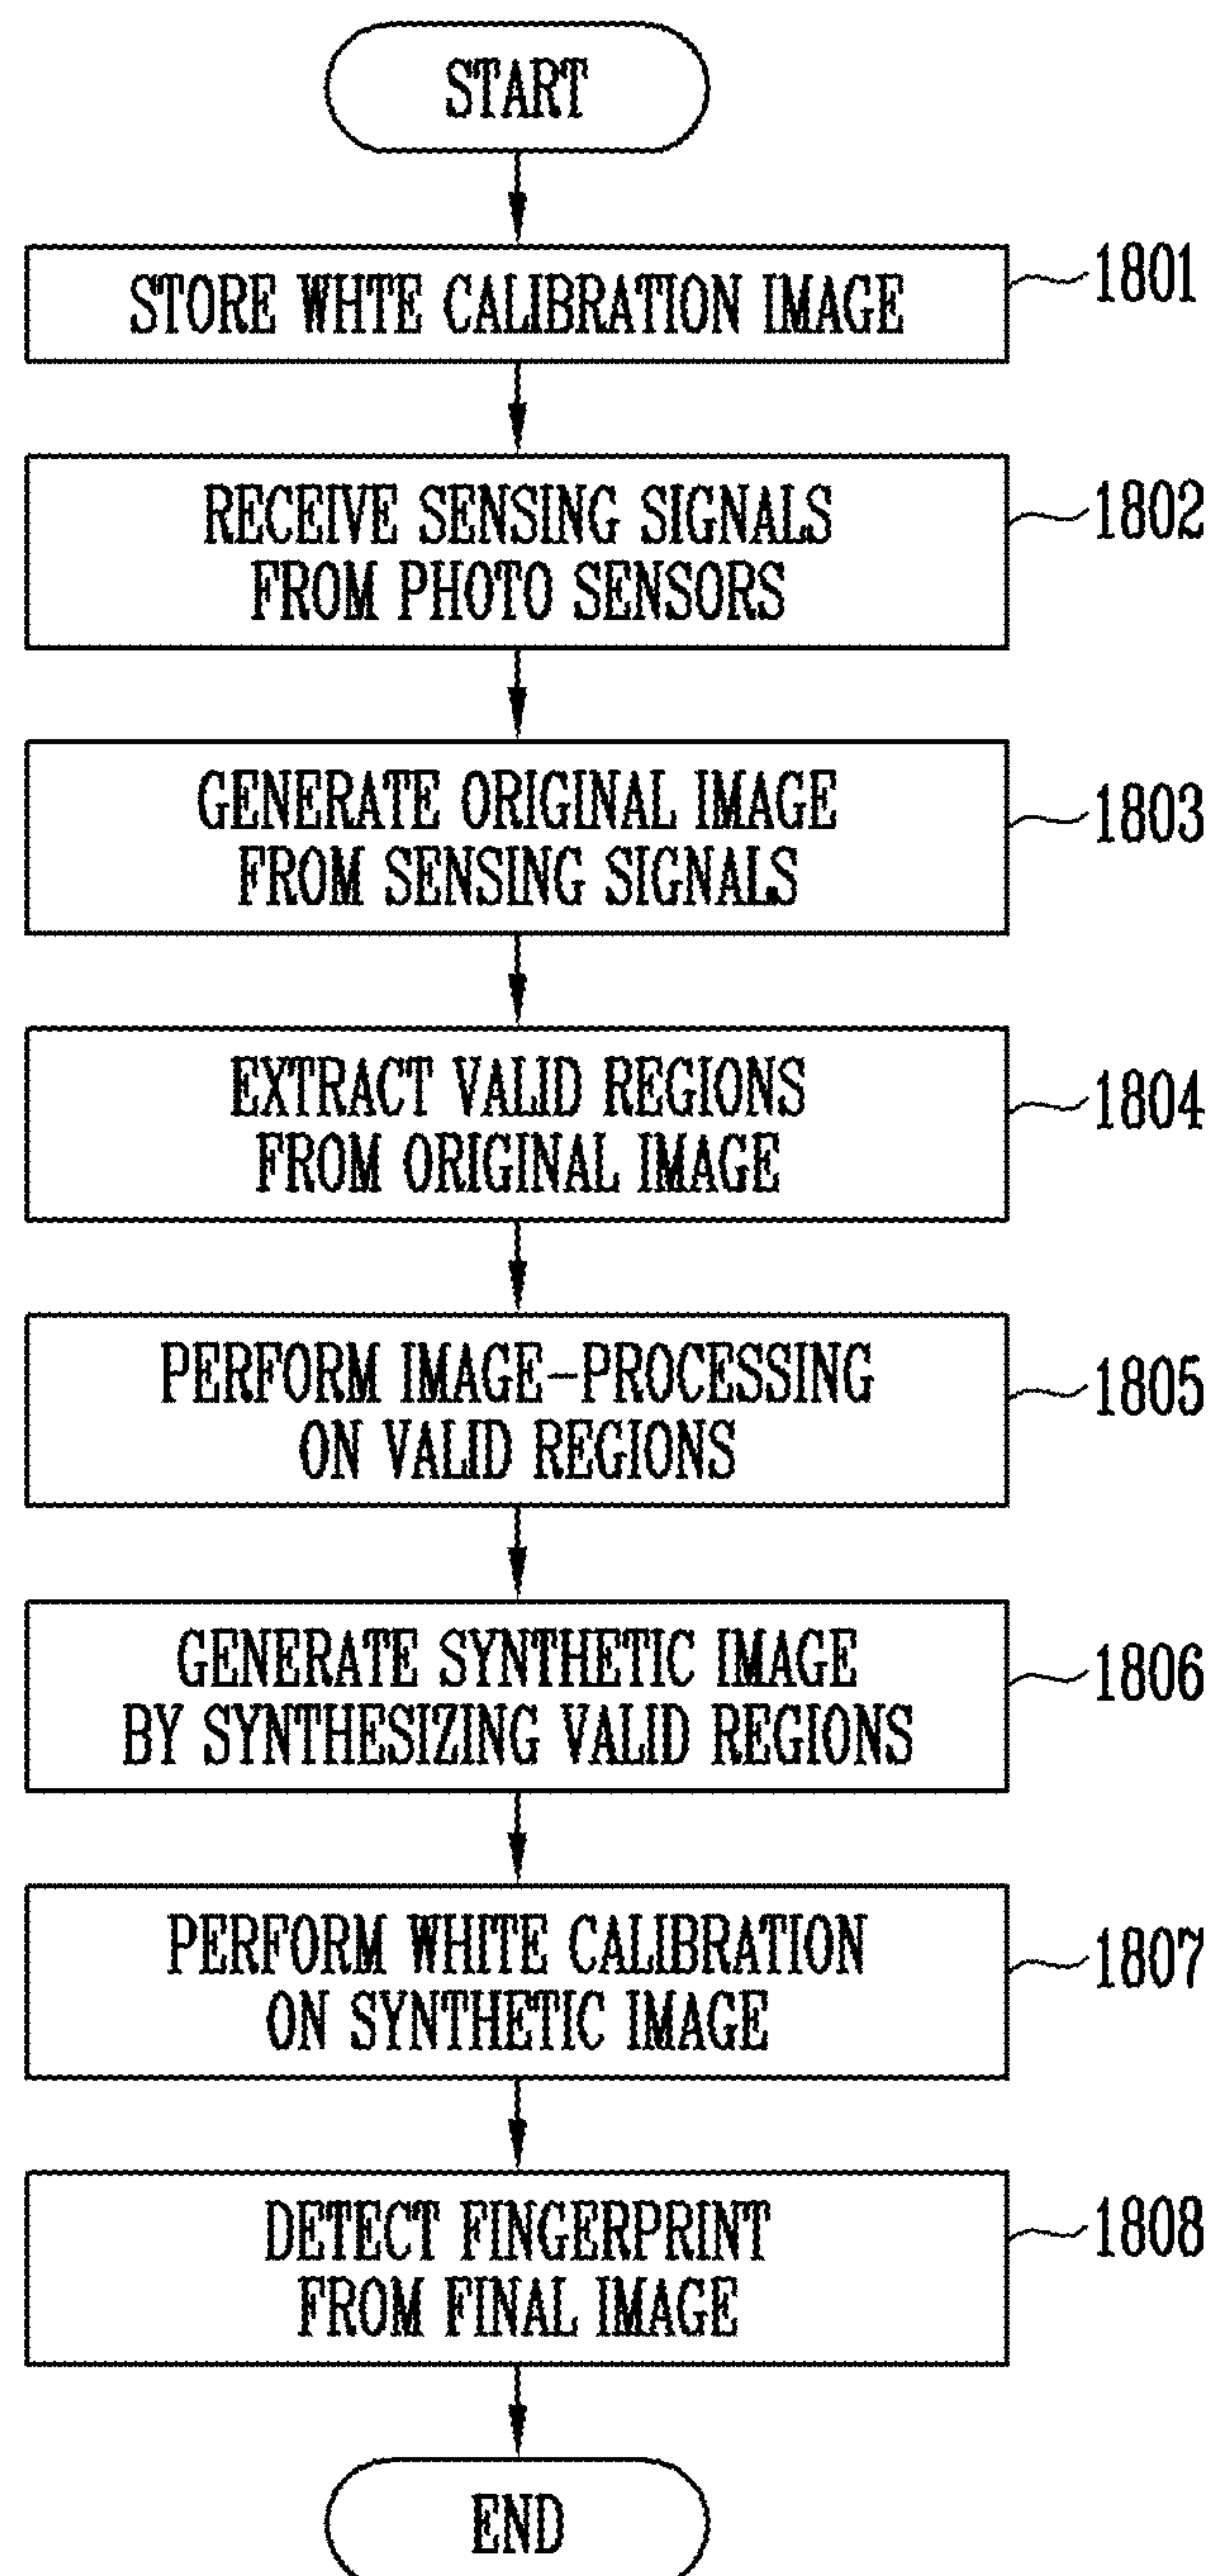 START
STORE WHTE CALIBRATION IMAGE
1801
RECEIVE SENSING SIGNALS
FROM PHOTO SENSORS
1802
GENERATE ORIGINAL IMAGE
FROM SENSING SIGNALS
1803
EXTRACT VALID REGIONS
FROM ORIGINAL IMAGE
1804
PERFORM IMAGE-PROCESSING
ON VALID REGIONS
1805
GENERATE SYNTHETIC IMAGE
BY SYNTHESIZING VALID REGIONS
1806
PERFORM WHITE CALIBRATION
ON SYNTHETIC IMAGE
1807
DETECT FINGERPRINT
FROM FINAL IMAGE
1808
END